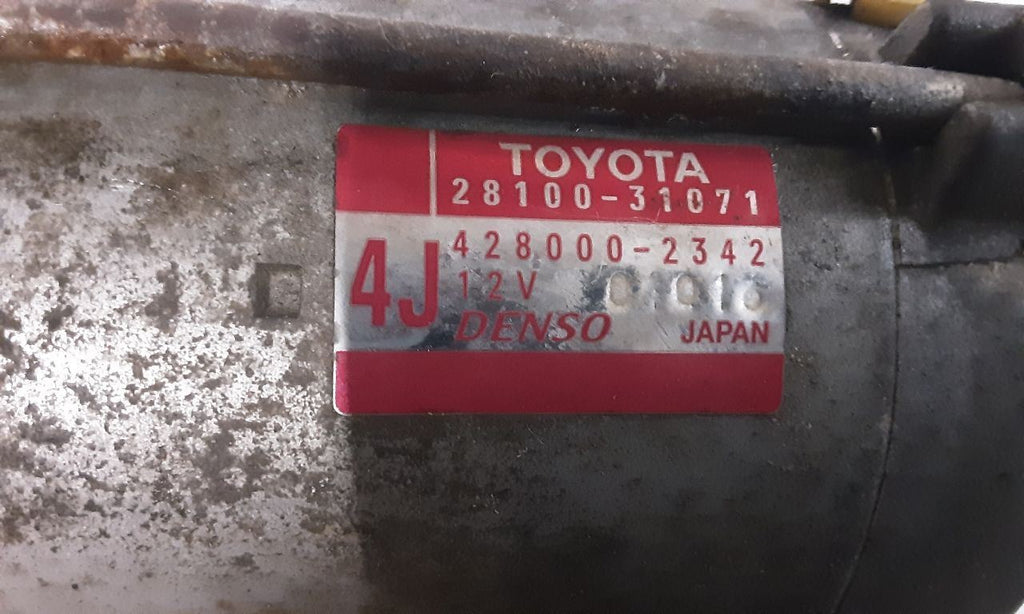 TOYOTA
28100-31071
4J
428000-2342
12V
DENSO
JAPAN